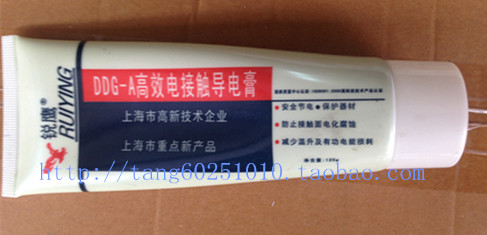 锐鹰
RUIYING
DDG-A高效电接触导电膏
上海市高新技术企业
上海市重点新产品
• 安全节电 • 保护器材
• 防止接触面电化腐蚀
• 减少温升及有功电能损耗
http://tang60251010.taobao.com/